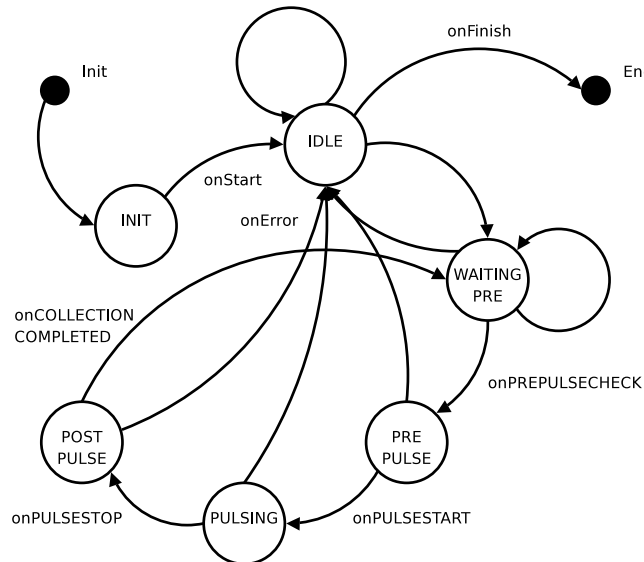 onFinish
Init
En
IDLE
onStart
INIT
onError
WAITING
PRE
onCOLLECTION
COMPLETED
onPREPULSECHECK
POST
PULSE
PRE
PULSE
PULSING
onPULSESTOP
onPULSESTART